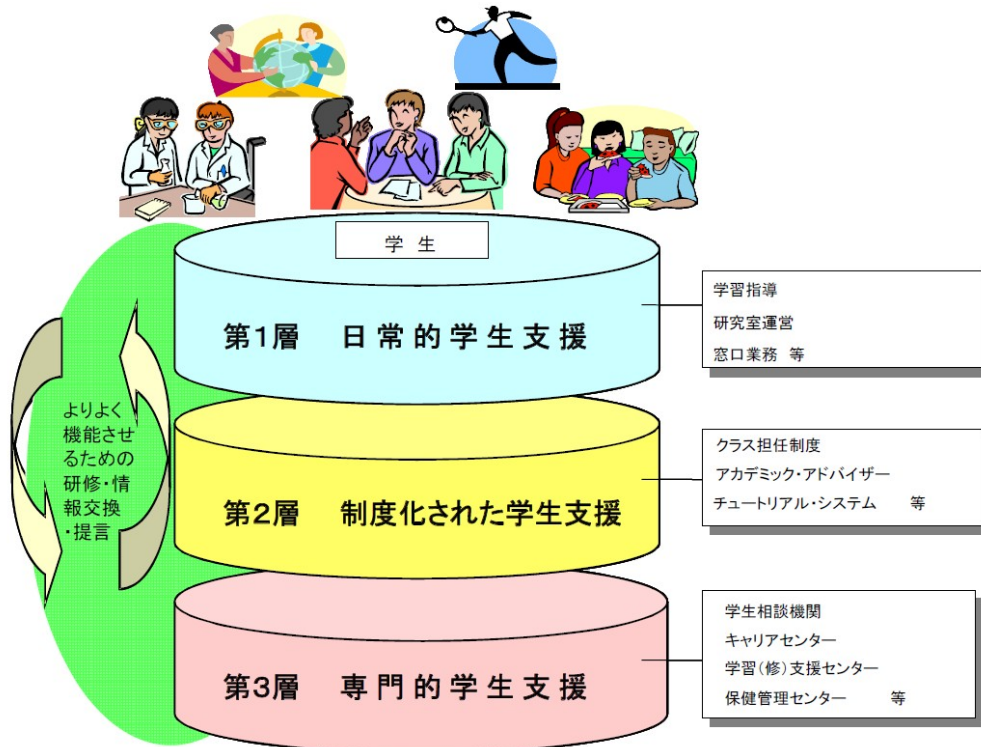 学 生
第1層 日 常 的 学 生 支 援
学習指導
研究室運営
窓口業務 等
よりよく
機能させ
るための
研修・情
報交換
・提言
第2層 制度化された学生支援
クラス担任制度
アカデミック・アドバイザー
チュートリアル・システム 等
第3層 専 門 的 学 生 支 援
学生相談機関
キャリアセンター
学習(修)支援センター
保健管理センター 等